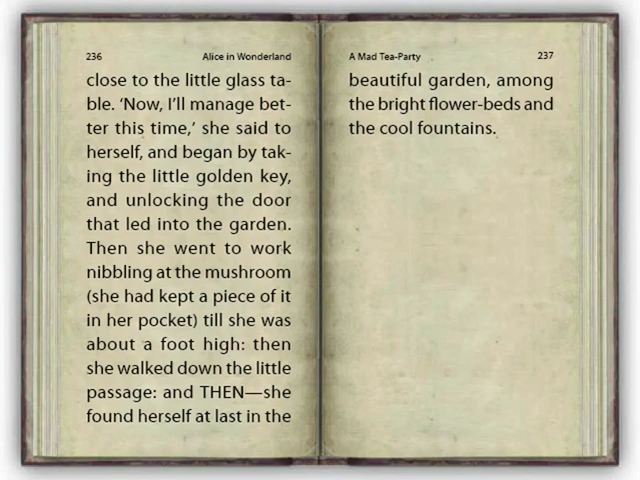 236 Alice in Wonderland
close to the little glass ta-
ble. ‘Now, I’ll manage bet-
ter this time,’ she said to
herself, and began by tak-
ing the little golden key,
and unlocking the door
that led into the garden.
Then she went to work
nibbling at the mushroom
(she had kept a piece of it
in her pocket) till she was
about a foot high: then
she walked down the little
passage: and THEN—she
found herself at last in the
A Mad Tea-Party 237
beautiful garden, among
the bright flower-beds and
the cool fountains.